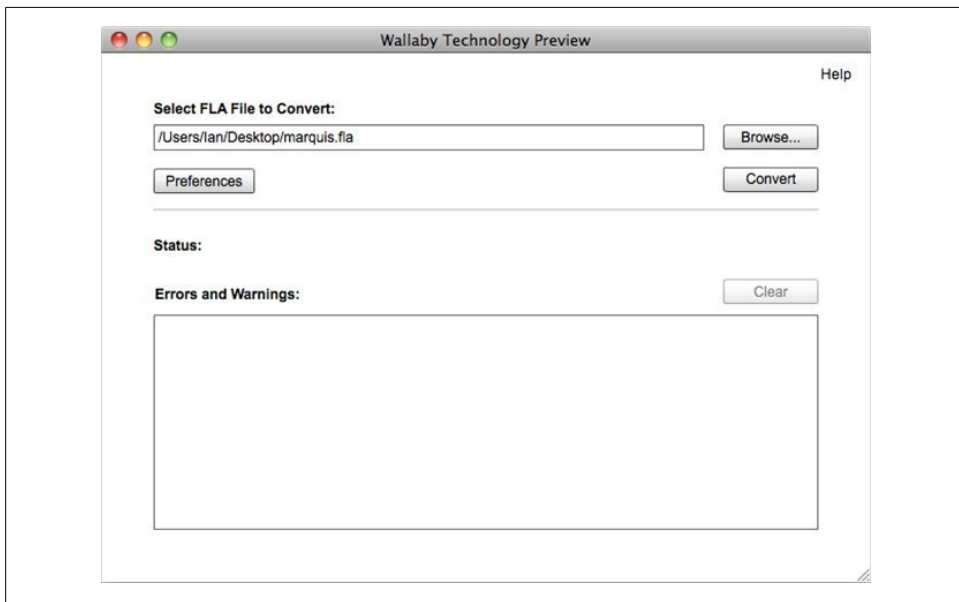 Wallaby Technology Preview
Help
Select FLA File to Convert:
/Users/Ian/Desktop/marquis.fla
Browse...
Preferences
Convert
Status:
Errors and Warnings:
Clear